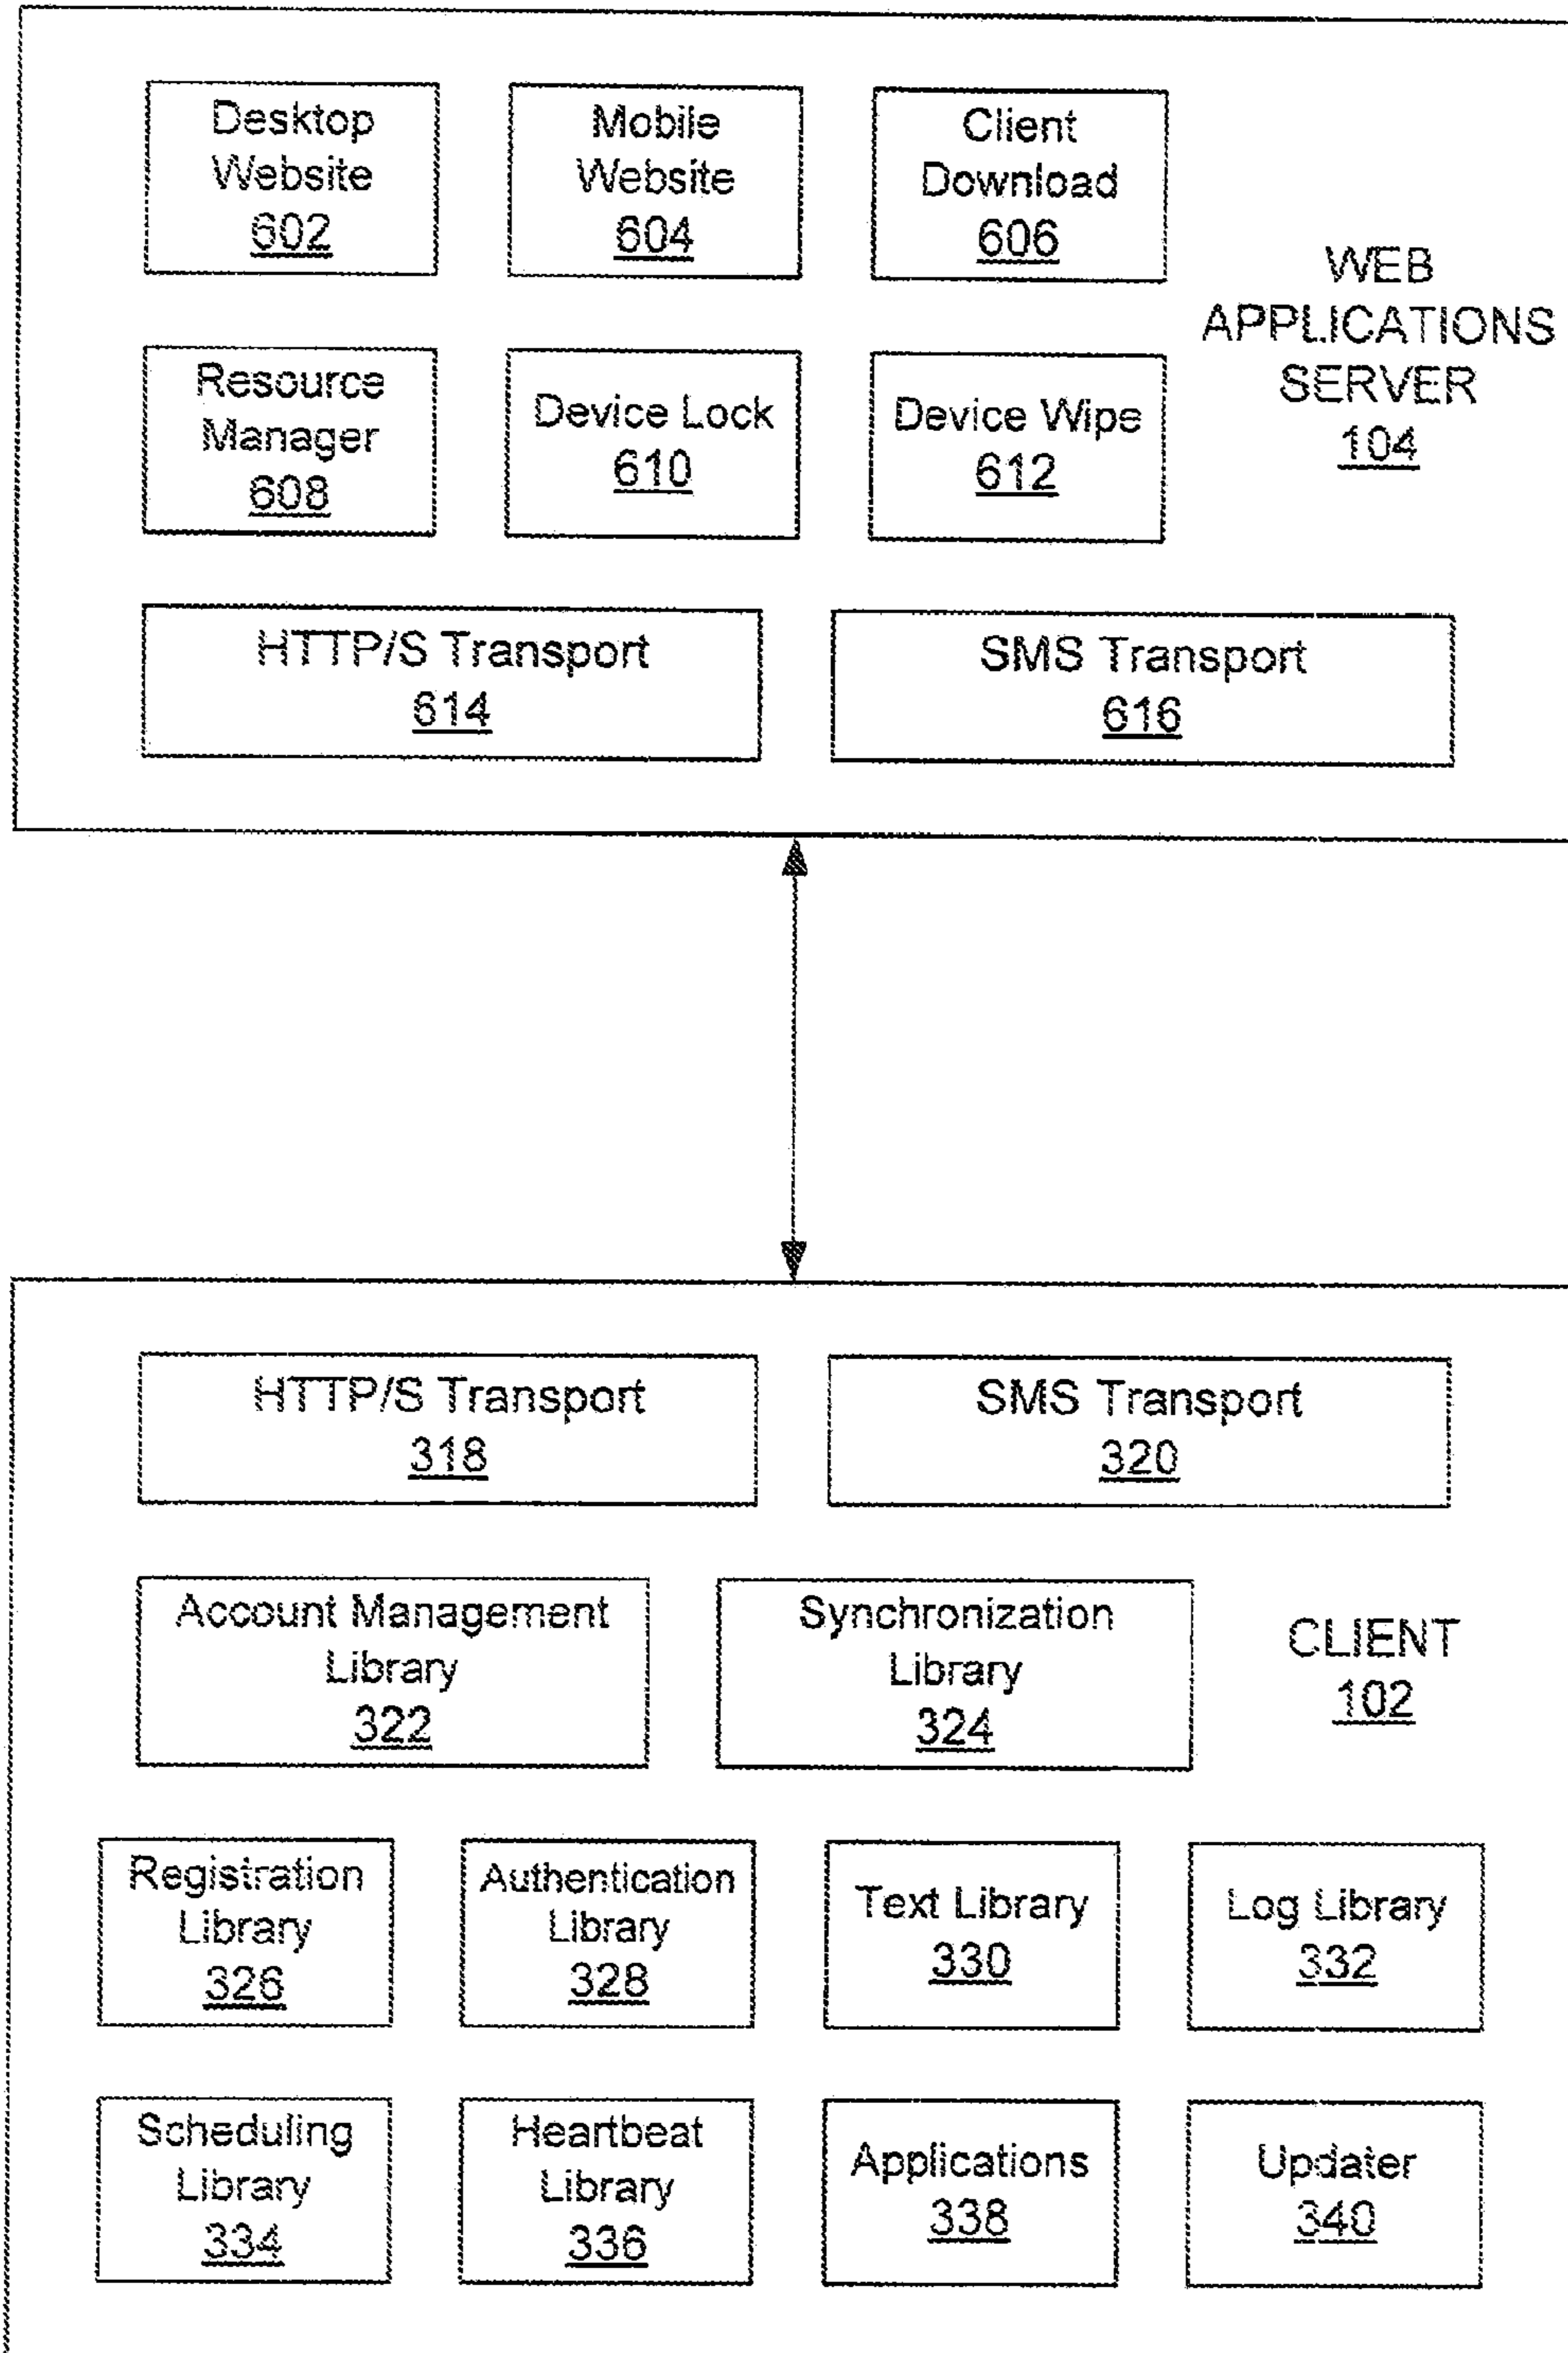 Desktop
Website
602
Mobile
Website
604
Client
Download
606
WEB
APPLICATIONS
SERVER
104
Resource
Manager
608
Device Lock
610
Device Wipe
612
HTTP/S Transport
614
SMS Transport
616
HTTP/S Transport
318
SMS Transport
320
Account Management
Library
322
Synchronization
Library
324
CLIENT
102
Registration
Library
326
Authentication
Library
328
Text Library
330
Log Library
332
Scheduling
Library
334
Heartbeat
Library
336
Applications
338
Updater
340